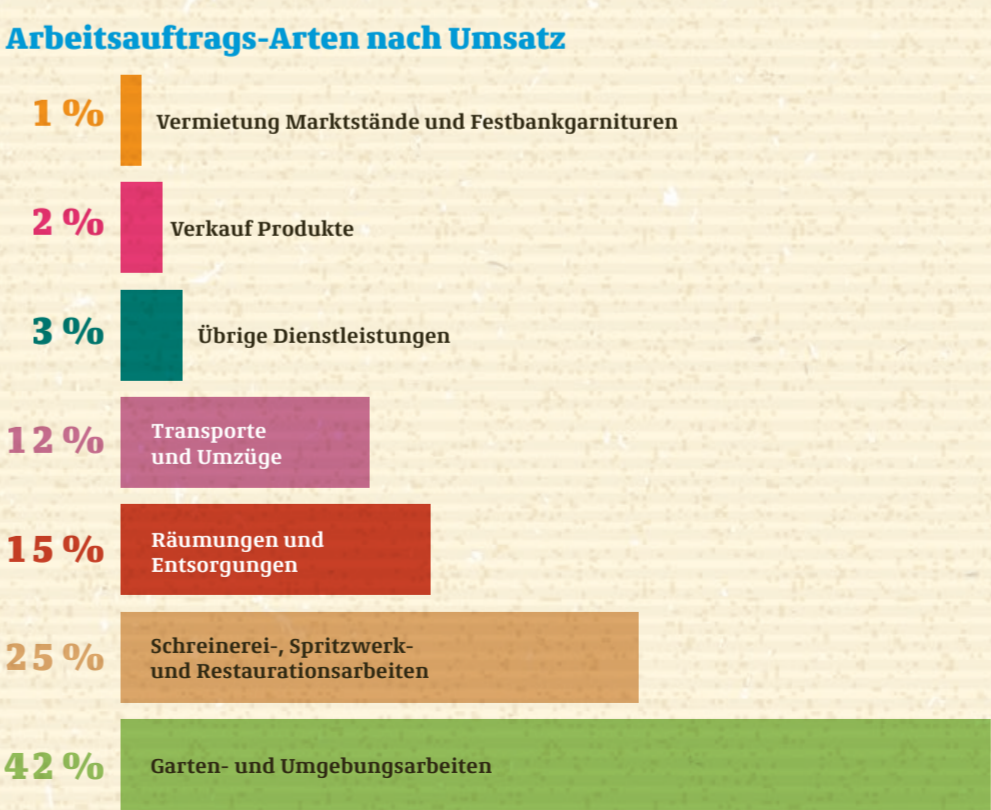 Arbeitsauftrags-Arten nach Umsatz
1 % Vermietung Marktstände und Festbankgarnituren
2 % Verkauf Produkte
3 % Übrige Dienstleistungen
12 % Transporte
und Umzüge
15 % Räumungen und
Entsorgungen
25 % Schreinerei-, Spritzwerk-
und Restaurationsarbeiten
42 % Garten- und Umgebungsarbeiten